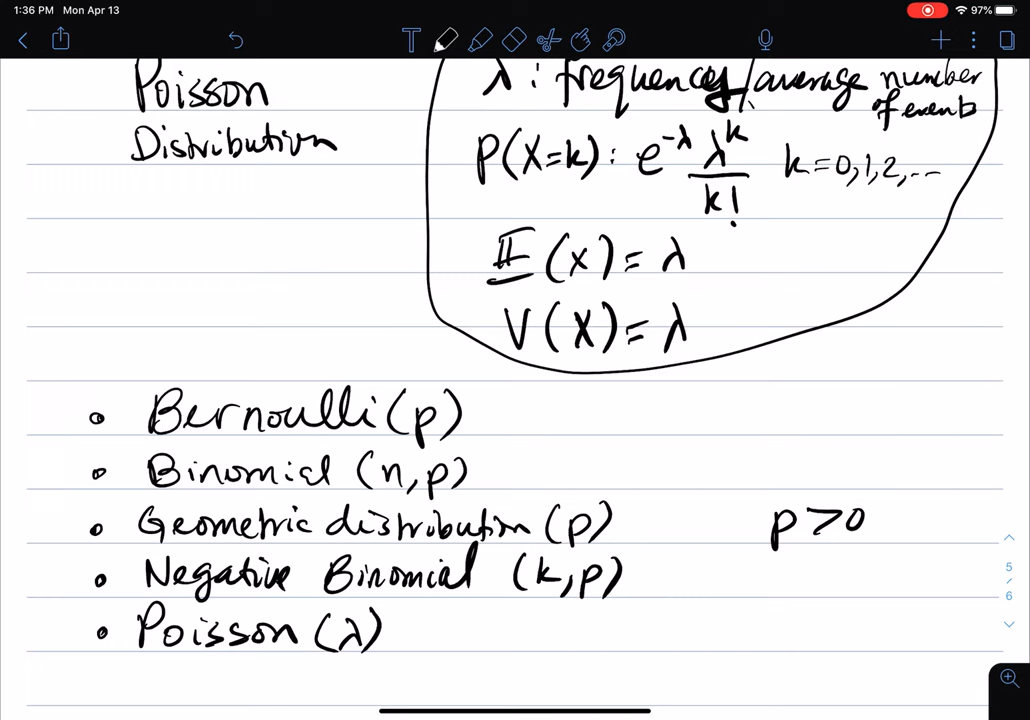 1:36 PM Mon Apr 13
97%
T
Poisson
Distribution
λ : frequency / average number
of events
P(X=k) : e^{-λ} λ^k / k! k=0,1,2,...
𝔼(X) = λ
V(X) = λ
• Bernoulli (p)
• Binomial (n,p)
• Geometric distribution (p) p>0
• Negative Binomial (k,p)
• Poisson (λ)
5
/
6